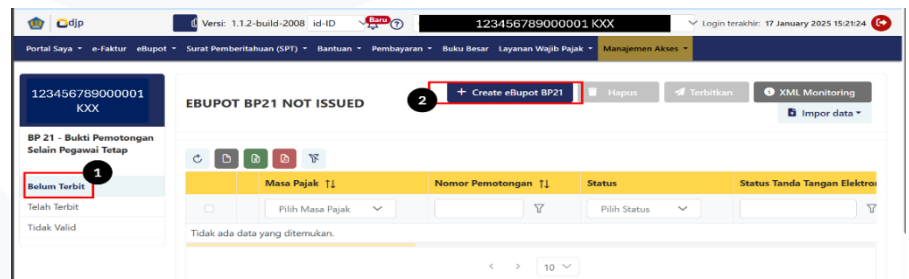 djp Versi: 1.1.2-build-2008 id-ID Baru 123456789000001 KXX Login terakhir: 17 January 2025 15:21:24
Portal Saya e-Faktur eBupot Surat Pemberitahuan (SPT) Bantuan Pembayaran Buku Besar Layanan Wajib Pajak Manajemen Akses
123456789000001
KXX
EBUPOT BP21 NOT ISSUED
2
+ Create eBupot BP21
Hapus
Terbitkan
XML Monitoring
Impor data
BP 21 - Bukti Pemotongan
Selain Pegawai Tetap
1
Belum Terbit
Telah Terbit
Tidak Valid
Masa Pajak Nomor Pemotongan Status Status Tanda Tangan Elektro
Pilih Masa Pajak Pilih Status
Tidak ada data yang ditemukan.
< > 10